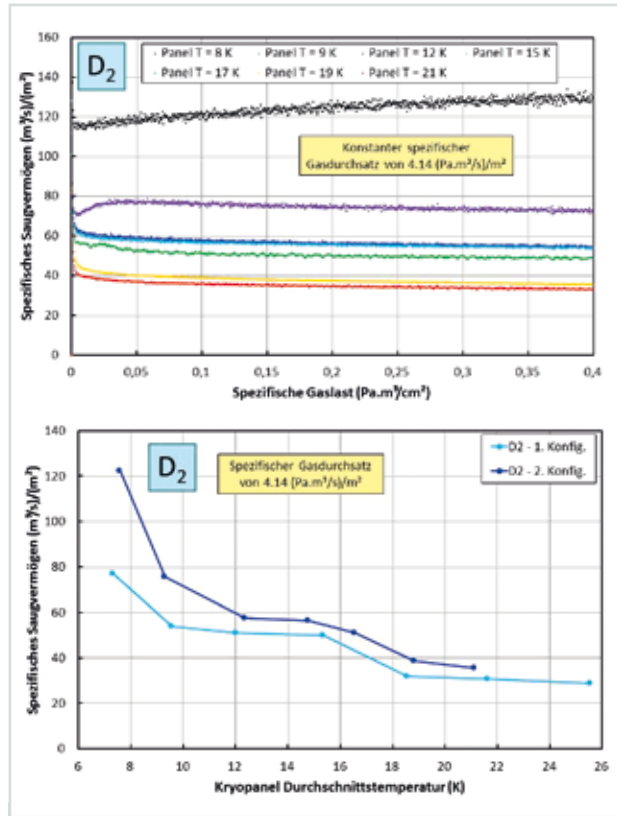 D₂
Panel T = 8 K Panel T = 9 K Panel T = 12 K Panel T = 15 K
Panel T = 17 K Panel T = 19 K Panel T = 21 K
Konstanter spezifischer
Gasdurchsatz von 4.14 (Pa.m³/s)/m²
Spezifisches Saugvermögen (m³/s)/(m²)
160
140
120
100
80
60
40
20
0
0 0,05 0,1 0,15 0,2 0,25 0,3 0,35 0,4
Spezifische Gaslast (Pa.m³/cm²)
D₂
Spezifischer Gasdurchsatz
von 4.14 (Pa.m³/s)/m²
D2 - 1. Konfig.
D2 - 2. Konfig.
Spezifisches Saugvermögen (m³/s)/(m²)
140
120
100
80
60
40
20
0
6 8 10 12 14 16 18 20 22 24 26
Kryopanel Durchschnittstemperatur (K)